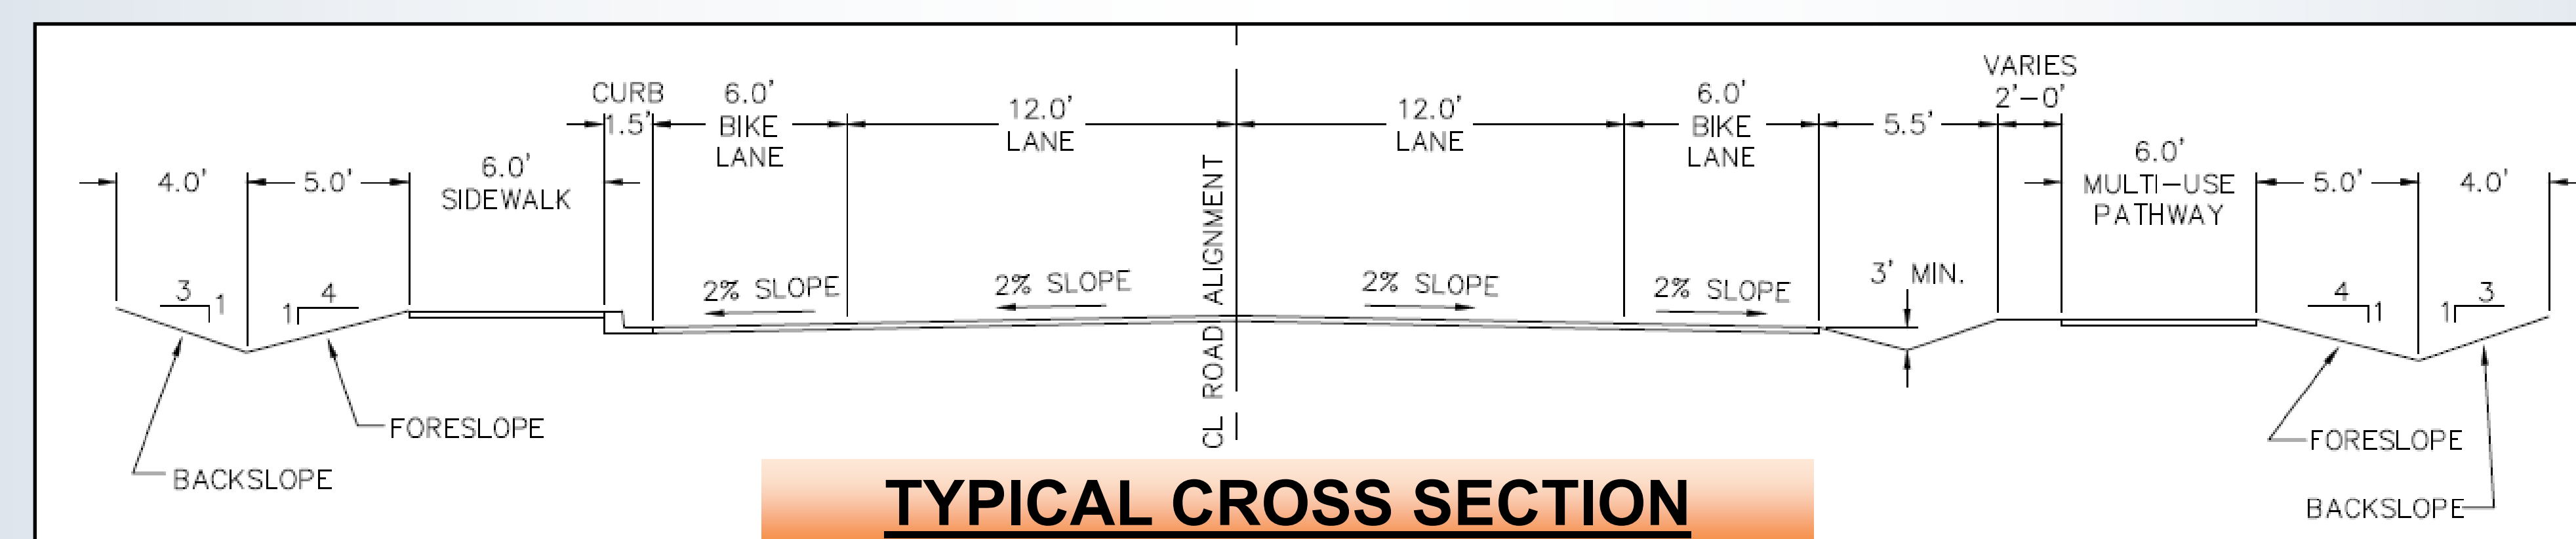 CURB
1.5'
6.0'
BIKE
LANE
12.0'
LANE
12.0'
LANE
6.0'
BIKE
LANE
5.5'
VARIES
2'-0'
4.0'
5.0'
6.0'
SIDEWALK
6.0'
MULTI-USE
PATHWAY
5.0'
4.0'
CL ROAD ALIGNMENT
3 1
1 4
2% SLOPE
2% SLOPE
2% SLOPE
2% SLOPE
3' MIN.
4 1
1 3
FORESLOPE
BACKSLOPE
FORESLOPE
BACKSLOPE
TYPICAL CROSS SECTION